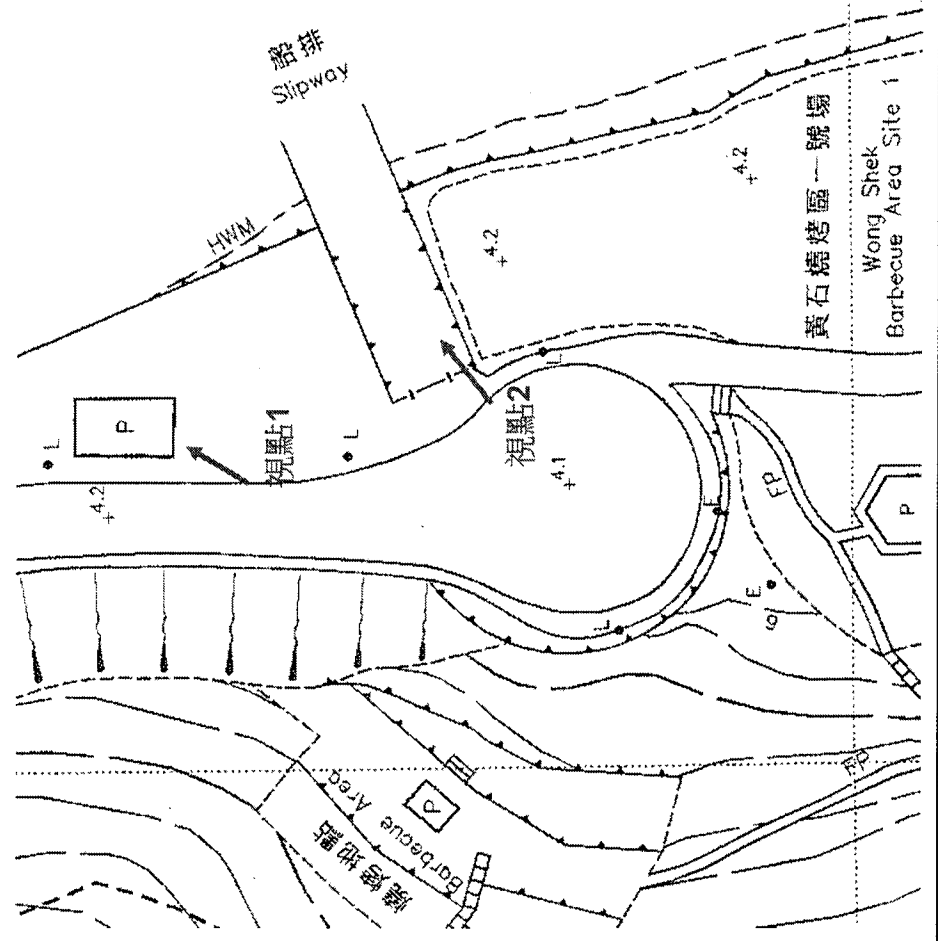 船排
Slipway
HWM
黃石燒烤區一號場
Wong Shek
Barbecue Area Site 1
4.2
4.2
L
P
L
視點1
視點2
L
4.2
4.1
FP
P
E
E
g
L
燒烤地點
Barbecue Area
P
FP